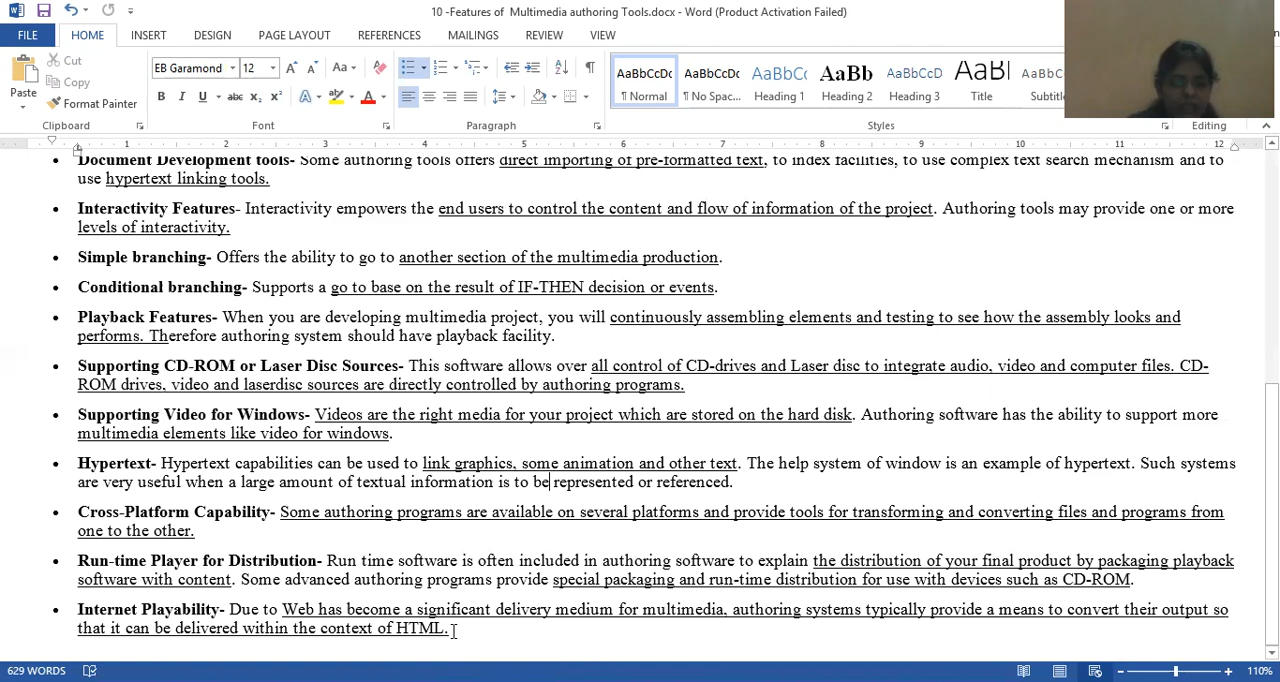 10 -Features of Multimedia authoring Tools.docx - Word (Product Activation Failed)
FILE HOME INSERT DESIGN PAGE LAYOUT REFERENCES MAILINGS REVIEW VIEW
Paste
Cut
Copy
Format Painter
Clipboard
EB Garamond 12
Font
Paragraph
AaBbCcDc AaBbCcDc AaBbCc AaBb AaBbCcD AaBl AaBbCcD
¶ Normal ¶ No Spac... Heading 1 Heading 2 Heading 3 Title Subtitle
Styles
Editing
1 2 3 4 5 6 7 8 9 10 11 12
• Document Development tools- Some authoring tools offers direct importing of pre-formatted text, to index facilities, to use complex text search mechanism and to
use hypertext linking tools.
• Interactivity Features- Interactivity empowers the end users to control the content and flow of information of the project. Authoring tools may provide one or more
levels of interactivity.
• Simple branching- Offers the ability to go to another section of the multimedia production.
• Conditional branching- Supports a go to base on the result of IF-THEN decision or events.
• Playback Features- When you are developing multimedia project, you will continuously assembling elements and testing to see how the assembly looks and
performs. Therefore authoring system should have playback facility.
• Supporting CD-ROM or Laser Disc Sources- This software allows over all control of CD-drives and Laser disc to integrate audio, video and computer files. CD-
ROM drives, video and laserdisc sources are directly controlled by authoring programs.
• Supporting Video for Windows- Videos are the right media for your project which are stored on the hard disk. Authoring software has the ability to support more
multimedia elements like video for windows.
• Hypertext- Hypertext capabilities can be used to link graphics, some animation and other text. The help system of window is an example of hypertext. Such systems
are very useful when a large amount of textual information is to be represented or referenced.
• Cross-Platform Capability- Some authoring programs are available on several platforms and provide tools for transforming and converting files and programs from
one to the other.
• Run-time Player for Distribution- Run time software is often included in authoring software to explain the distribution of your final product by packaging playback
software with content. Some advanced authoring programs provide special packaging and run-time distribution for use with devices such as CD-ROM.
• Internet Playability- Due to Web has become a significant delivery medium for multimedia, authoring systems typically provide a means to convert their output so
that it can be delivered within the context of HTML.
629 WORDS
110%